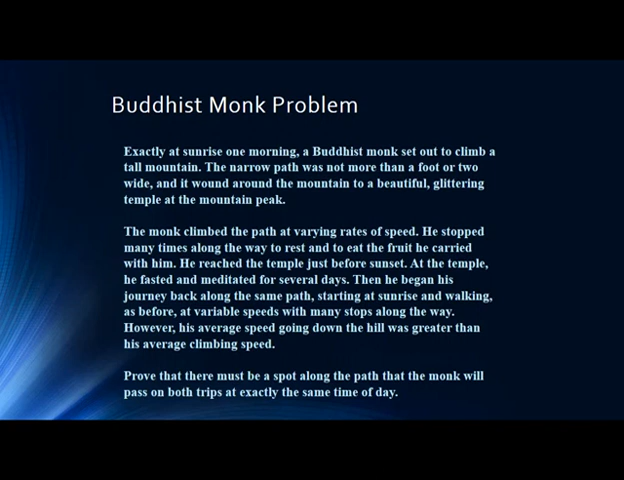 Buddhist Monk Problem
Exactly at sunrise one morning, a Buddhist monk set out to climb a
tall mountain. The narrow path was not more than a foot or two
wide, and it wound around the mountain to a beautiful, glittering
temple at the mountain peak.
The monk climbed the path at varying rates of speed. He stopped
many times along the way to rest and to eat the fruit he carried
with him. He reached the temple just before sunset. At the temple,
he fasted and meditated for several days. Then he began his
journey back along the same path, starting at sunrise and walking,
as before, at variable speeds with many stops along the way.
However, his average speed going down the hill was greater than
his average climbing speed.
Prove that there must be a spot along the path that the monk will
pass on both trips at exactly the same time of day.